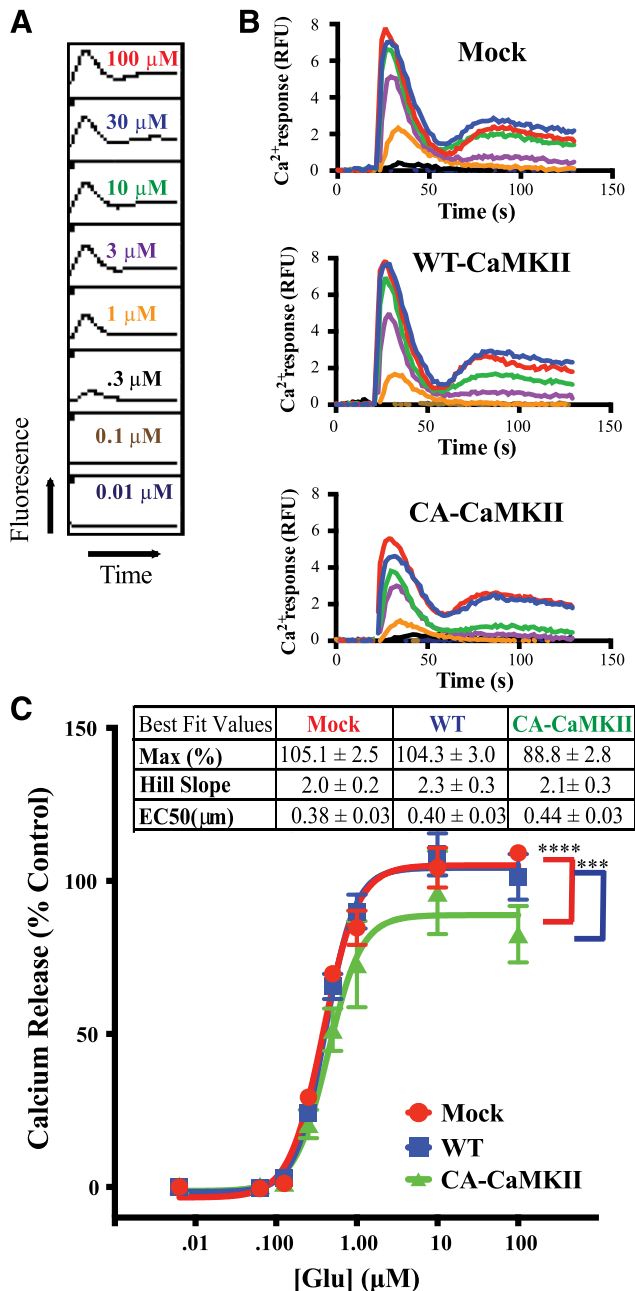 A
100 µM
30 µM
10 µM
3 µM
1 µM
.3 µM
0.1 µM
0.01 µM
Fluoresence
Time
B
Mock
Ca2+response (RFU)
8
6
4
2
0
0 50 100 150
Time (s)
WT-CaMKII
Ca2+response (RFU)
8
6
4
2
0
0 50 100 150
Time (s)
CA-CaMKII
Ca2+response (RFU)
8
6
4
2
0
0 50 100 150
Time (s)
C
Best Fit Values Mock WT CA-CaMKII
Max (%) 105.1 ± 2.5 104.3 ± 3.0 88.8 ± 2.8
Hill Slope 2.0 ± 0.2 2.3 ± 0.3 2.1± 0.3
EC50(µm) 0.38 ± 0.03 0.40 ± 0.03 0.44 ± 0.03
**** ***
Calcium Release (% Control)
150
100
50
0
Mock
WT
CA-CaMKII
.01 .100 1.00 10 100
[Glu] (µM)